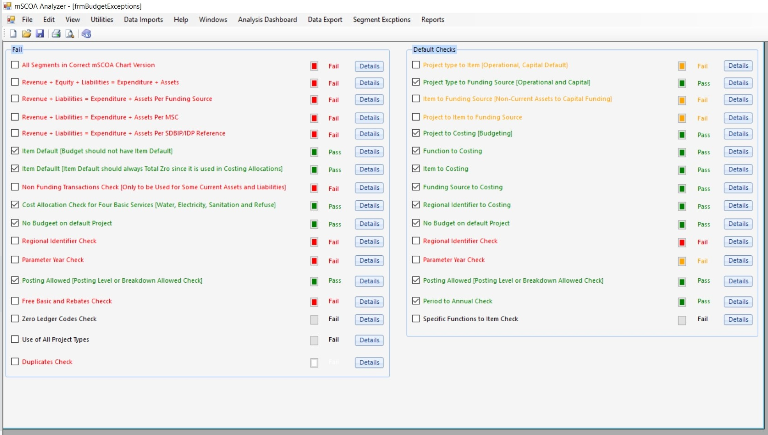 mSCOA Analyzer - [frmBudgetExceptions]
File Edit View Utilities Data Imports Help Windows Analysis Dashboard Data Export Segment Excptions Reports
Fail
All Segments in Correct mSCOA Chart Version Fail Details
Revenue + Equity + Liabilities = Expenditure + Assets Fail Details
Revenue + Liabilities = Expenditure + Assets Per Funding Source Fail Details
Revenue + Liabilities = Expenditure + Assets Per MSC Fail Details
Revenue + Liabilities = Expenditure + Assets Per SDBIP/IDP Reference Fail Details
Item Default [Budget should not have Item Default] Pass Details
Item Default [Item Default should always Total Zro since it is used in Costing Allocations] Pass Details
Non Funding Transactions Check [Only to be Used for Some Current Assets and Liabilities] Fail Details
Cost Allocation Check for Four Basic Services [Water, Electricity, Sanitation and Refuse] Pass Details
No Budgeet on default Project Pass Details
Regional Identifier Check Fail Details
Parameter Year Check Fail Details
Posting Allowed [Posting Level or Breakdown Allowed Check] Pass Details
Free Basic and Rebates Checck Fail Details
Zero Ledger Codes Check Fail Details
Use of All Project Types Fail Details
Duplicates Check Details
Default Checks
Project type to Item [Operational, Capital Default] Fail Details
Project Type to Funding Source [Operational and Capital] Pass Details
Item to Funding Source [Non-Current Assets to Capital Funding] Fail Details
Project to Item to Funding Source Fail Details
Project to Costing [Budgeting] Pass Details
Function to Costing Pass Details
Item to Costing Pass Details
Funding Source to Costing Pass Details
Regional Identifier to Costing Pass Details
No Budget on default Project Pass Details
Regional Identifier Check Fail Details
Parameter Year Check Fail Details
Posting Allowed [Posting Level or Breakdown Allowed Check] Pass Details
Period to Annual Check Pass Details
Specific Functions to Item Check Fail Details